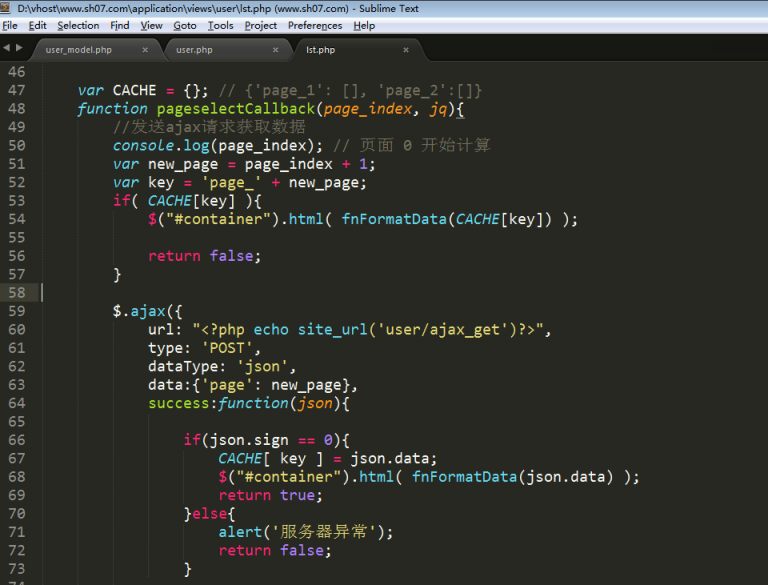 D:\vhost\www.sh07.com\application\views\user\lst.php (www.sh07.com) - Sublime Text
File Edit Selection Find View Goto Tools Project Preferences Help
user_model.php × user.php × lst.php ×
46
47 var CACHE = {}; // {'page_1': [], 'page_2':[]}
48 function pageselectCallback(page_index, jq){
49 //发送ajax请求获取数据
50 console.log(page_index); // 页面 0 开始计算
51 var new_page = page_index + 1;
52 var key = 'page_' + new_page;
53 if( CACHE[key] ){
54 $("#container").html( fnFormatData(CACHE[key]) );
55
56 return false;
57 }
58
59 $.ajax({
60 url: "<?php echo site_url('user/ajax_get')?>",
61 type: 'POST',
62 dataType: 'json',
63 data:{'page': new_page},
64 success:function(json){
65
66 if(json.sign == 0){
67 CACHE[ key ] = json.data;
68 $("#container").html( fnFormatData(json.data) );
69 return true;
70 }else{
71 alert('服务器异常');
72 return false;
73 }